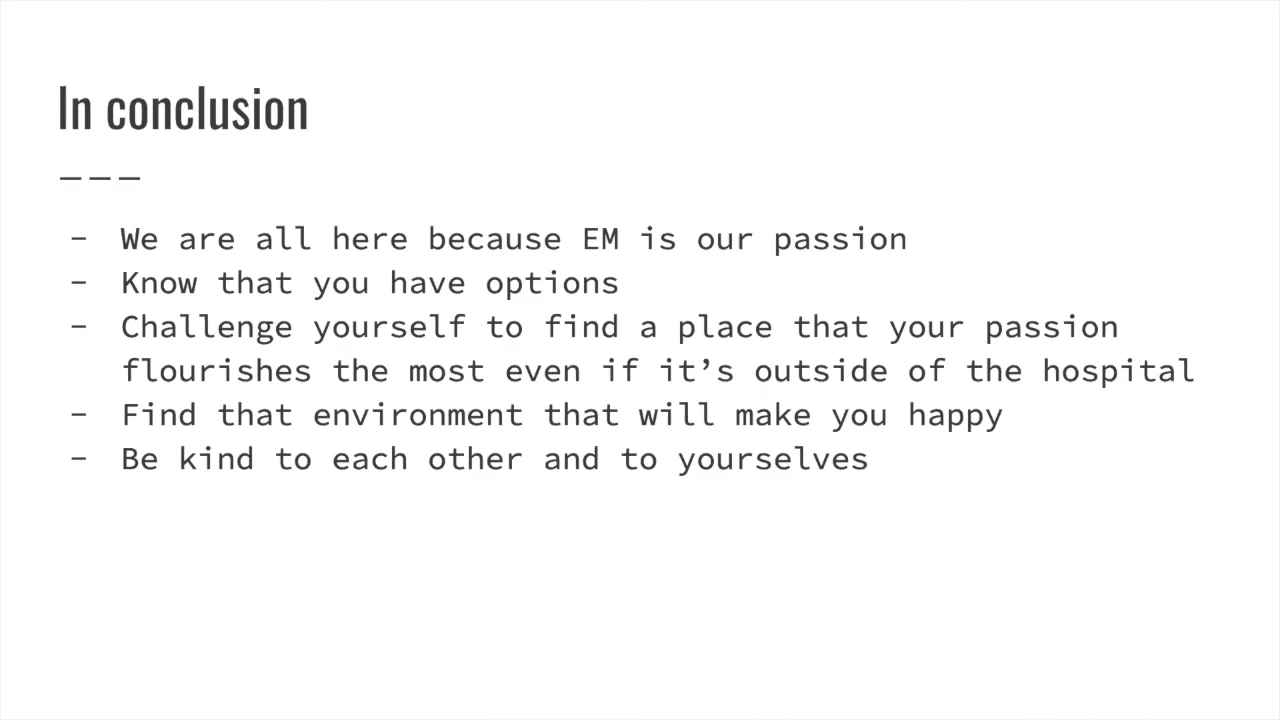 In conclusion
———
- We are all here because EM is our passion
- Know that you have options
- Challenge yourself to find a place that your passion
flourishes the most even if it’s outside of the hospital
- Find that environment that will make you happy
- Be kind to each other and to yourselves